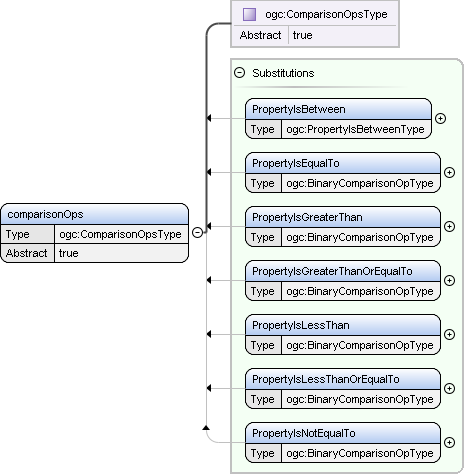 ogc:ComparisonOpsType
Abstract true
Substitutions
PropertyIsBetween
Type ogc:PropertyIsBetweenType
PropertyIsEqualTo
Type ogc:BinaryComparisonOpType
comparisonOps
Type ogc:ComparisonOpsType
Abstract true
PropertyIsGreaterThan
Type ogc:BinaryComparisonOpType
PropertyIsGreaterThanOrEqualTo
Type ogc:BinaryComparisonOpType
PropertyIsLessThan
Type ogc:BinaryComparisonOpType
PropertyIsLessThanOrEqualTo
Type ogc:BinaryComparisonOpType
PropertyIsNotEqualTo
Type ogc:BinaryComparisonOpType